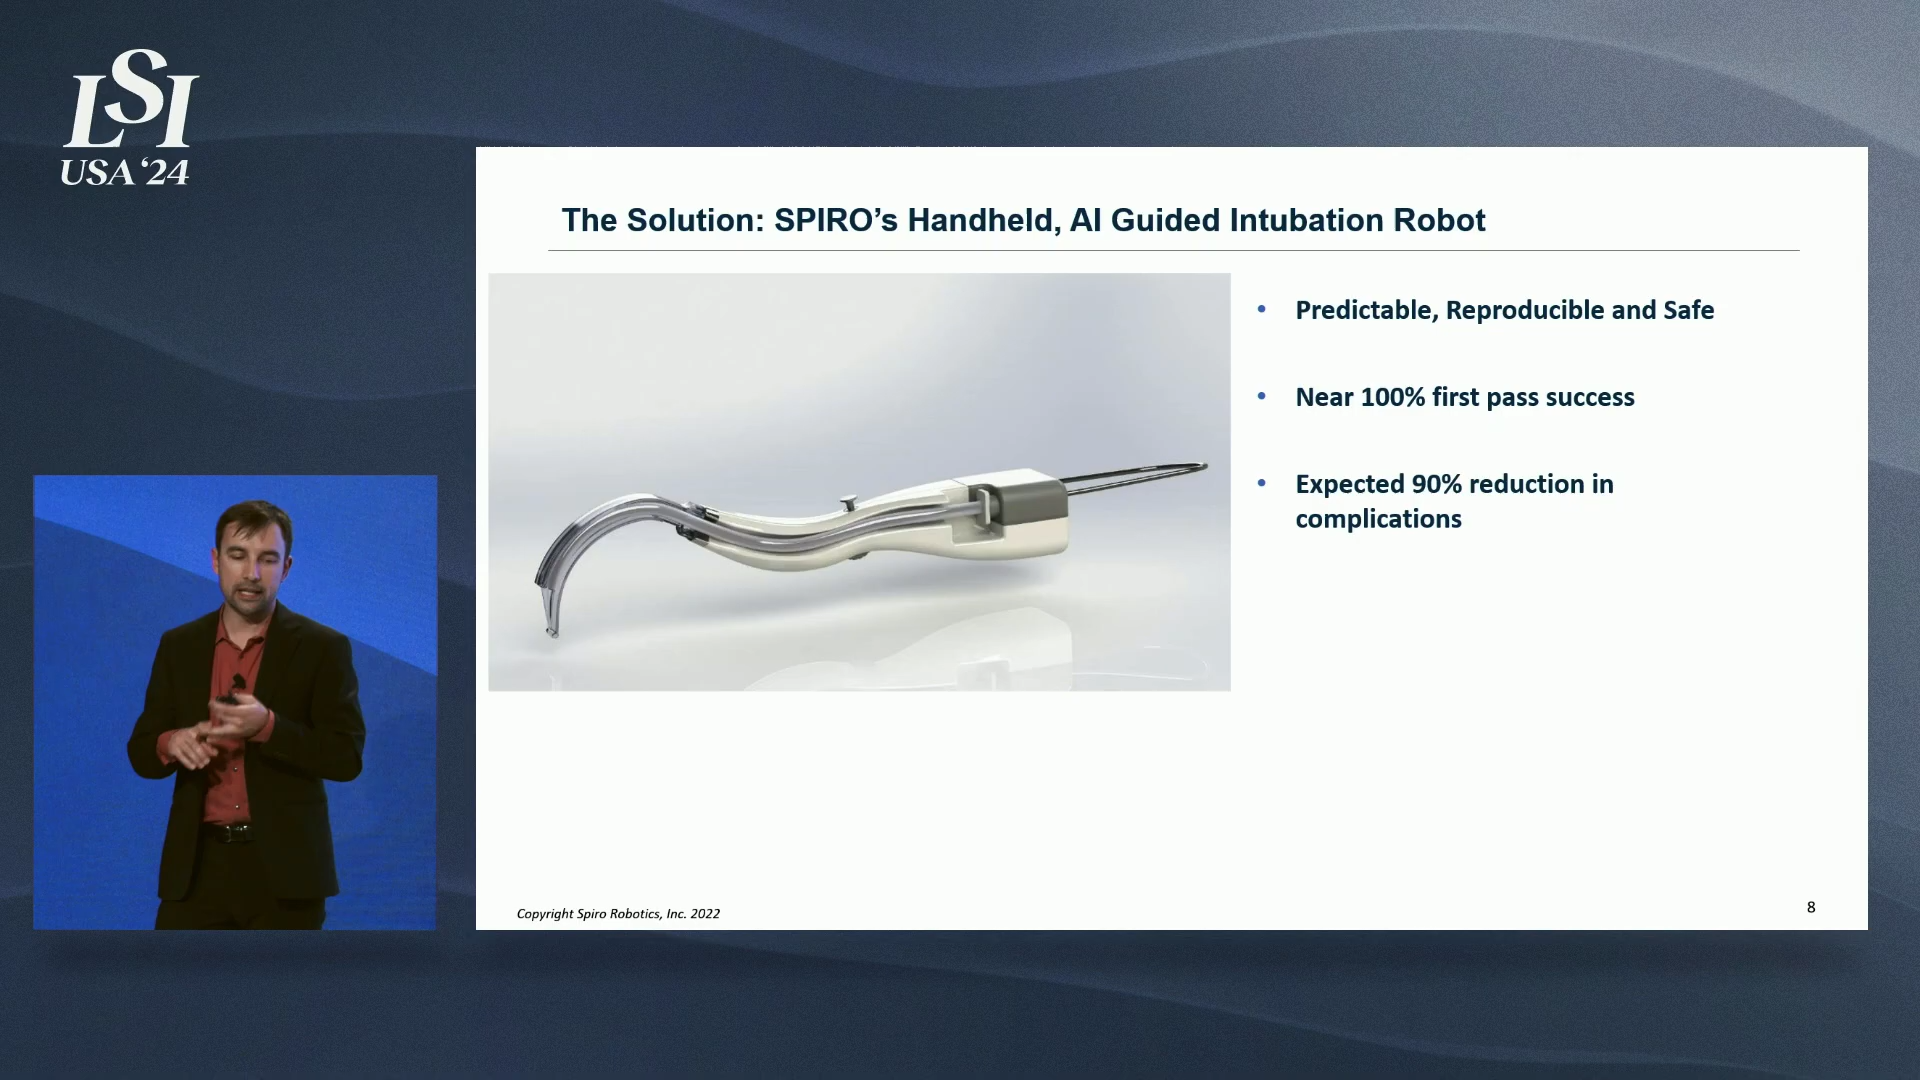 LSI
USA '24
The Solution: SPIRO’s Handheld, AI Guided Intubation Robot
• Predictable, Reproducible and Safe
• Near 100% first pass success
• Expected 90% reduction in
complications
Copyright Spiro Robotics, Inc. 2022
8